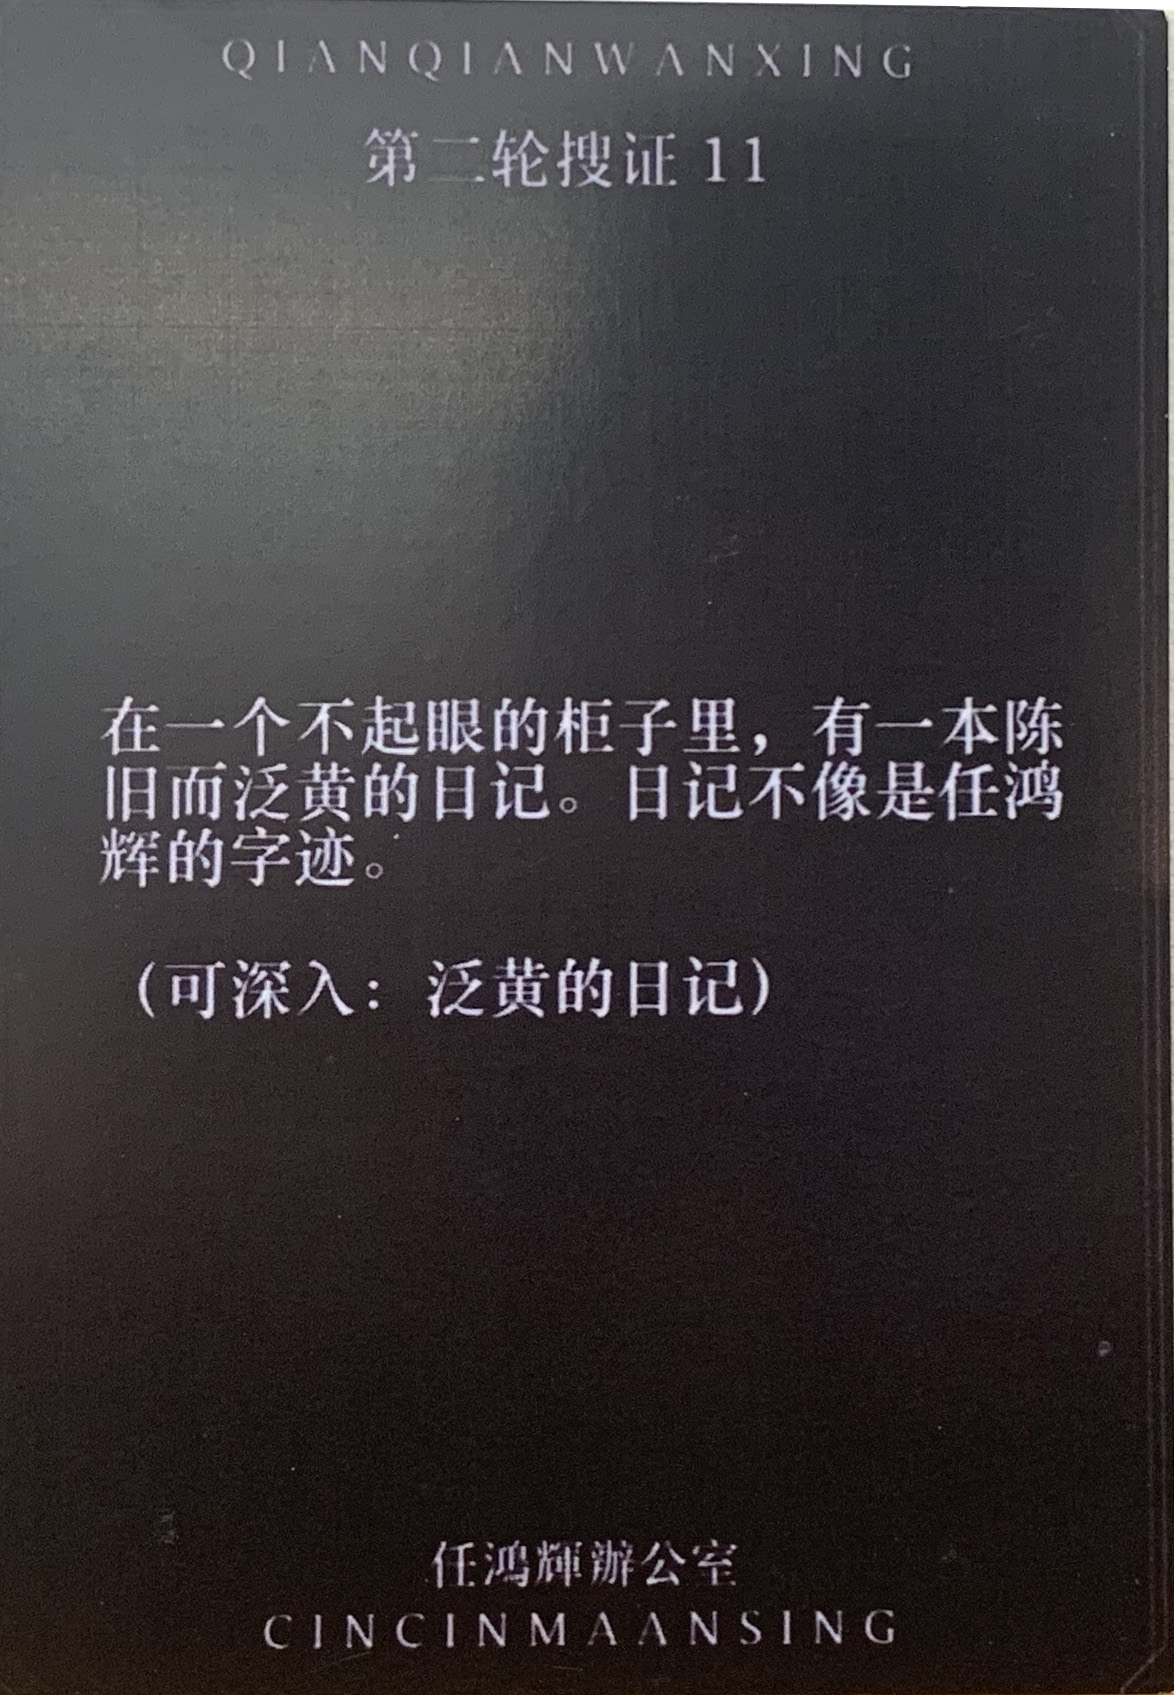 QIANQIANWANXING
第二轮搜证 11
在一个不起眼的柜子里，有一本陈
旧而泛黄的日记。日记不像是任鸿
辉的字迹。
（可深入：泛黄的日记）
任鴻輝辦公室
CINCINMAANSING